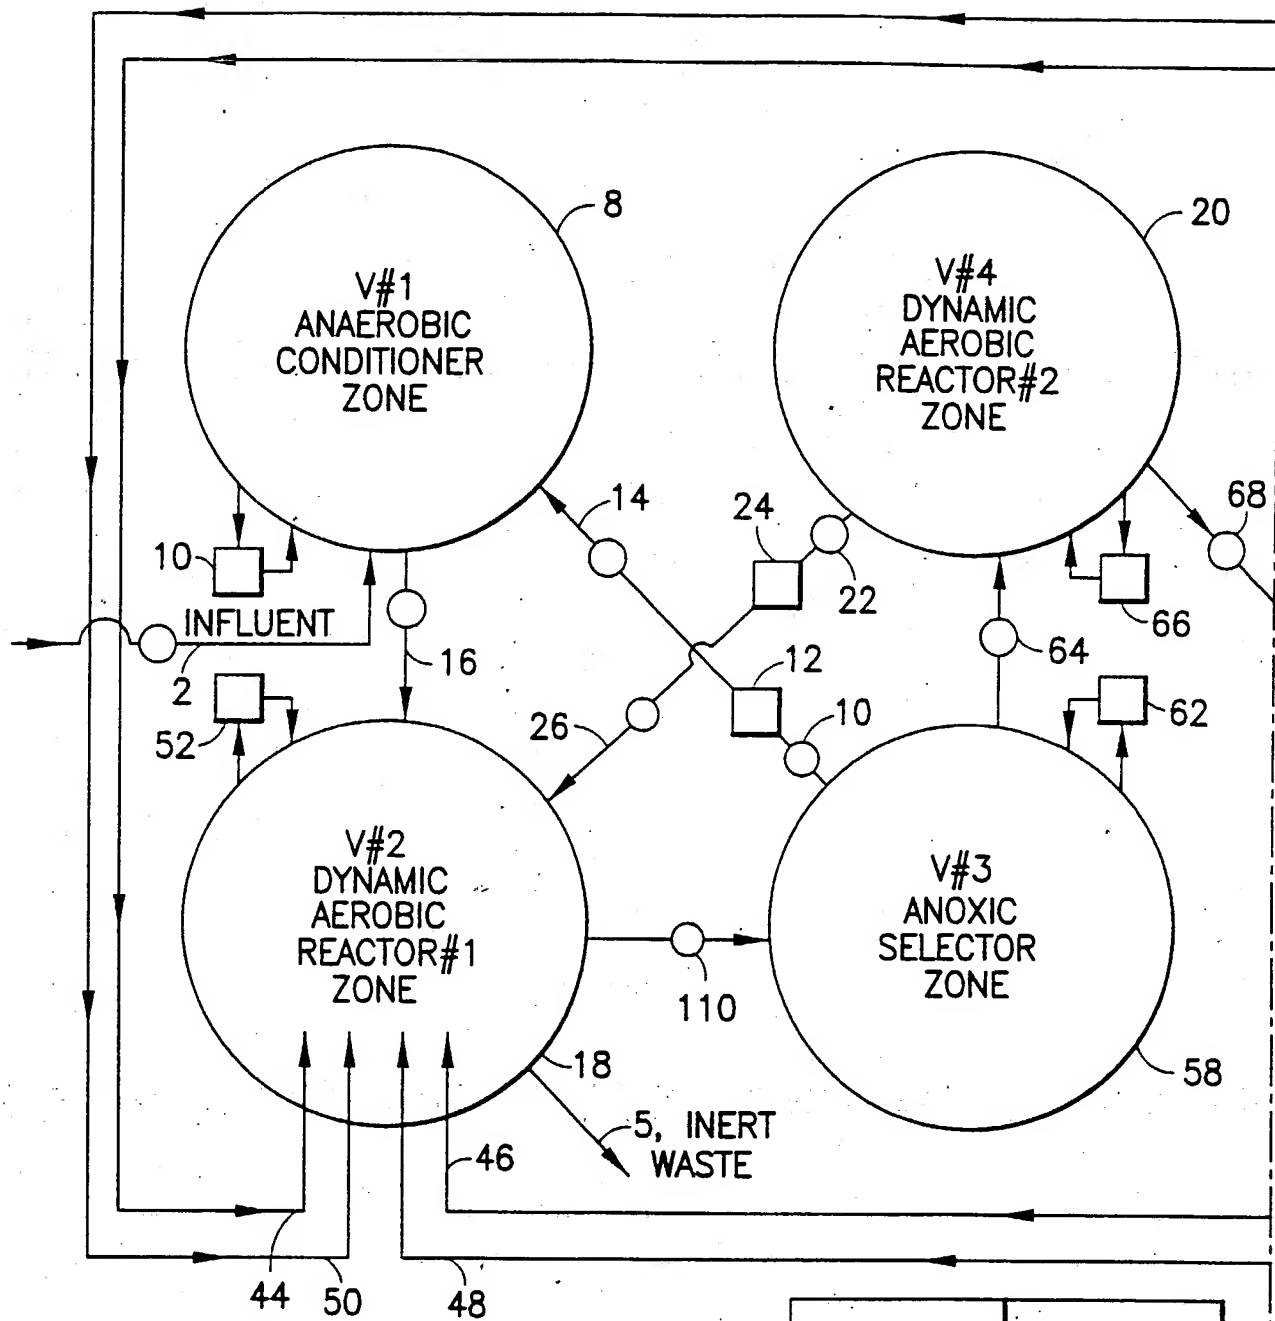 8
20
V#1
ANAEROBIC
CONDITIONER
ZONE
V#4
DYNAMIC
AEROBIC
REACTOR#2
ZONE
14
24
68
10
22
66
INFLUENT
2
16
12
64
52
26
10
62
V#2
DYNAMIC
AEROBIC
REACTOR#1
ZONE
V#3
ANOXIC
SELECTOR
ZONE
110
18
58
5, INERT
WASTE
46
44
50
48